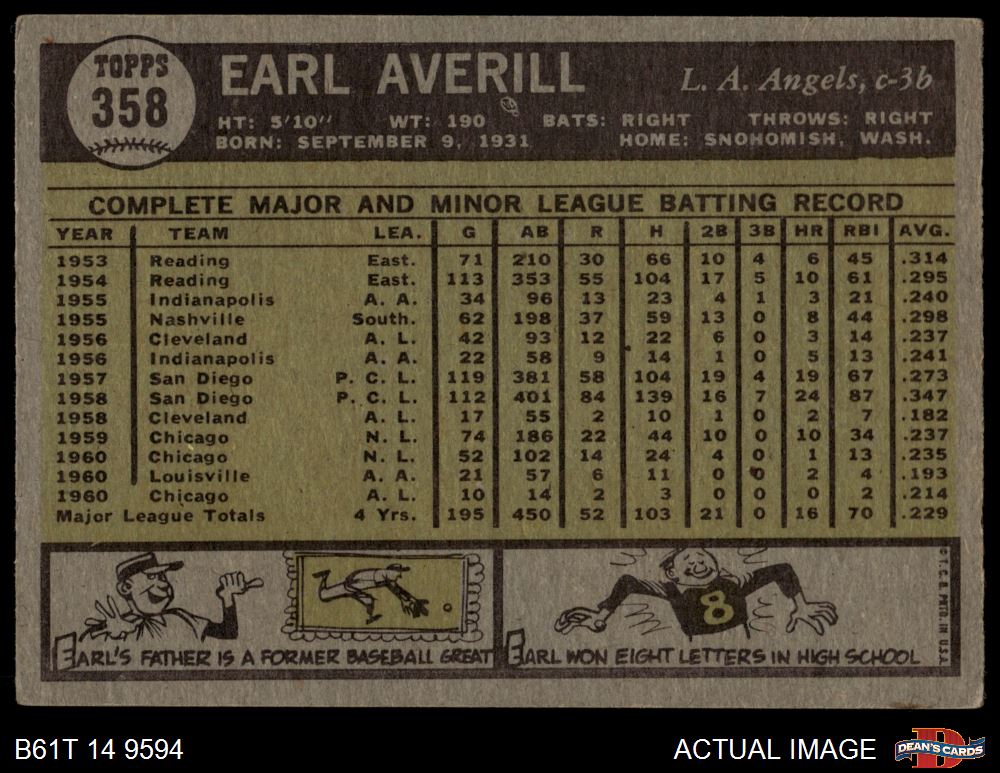 TOPPS
358
EARL AVERILL
L. A. Angels, c-3b
HT: 5'10" WT: 190 BATS: RIGHT THROWS: RIGHT
BORN: SEPTEMBER 9, 1931 HOME: SNOHOMISH, WASH.
COMPLETE MAJOR AND MINOR LEAGUE BATTING RECORD
YEAR TEAM LEA. G AB R H 2B 3B HR RBI AVG.
1953 Reading East. 71 210 30 66 10 4 6 45 .314
1954 Reading East. 113 353 55 104 17 5 10 61 .295
1955 Indianapolis A. A. 34 96 13 23 4 1 3 21 .240
1955 Nashville South. 62 198 37 59 13 0 8 44 .298
1956 Cleveland A. L. 42 93 12 22 6 0 3 14 .237
1956 Indianapolis A. A. 22 58 9 14 1 0 5 13 .241
1957 San Diego P. C. L. 119 381 58 104 19 4 19 67 .273
1958 San Diego P. C. L. 112 401 84 139 16 7 24 87 .347
1958 Cleveland A. L. 17 55 2 10 1 0 2 7 .182
1959 Chicago N. L. 74 186 22 44 10 0 10 34 .237
1960 Chicago N. L. 52 102 14 24 4 0 1 13 .235
1960 Louisville A. A. 21 57 6 11 0 0 2 4 .193
1960 Chicago A. L. 10 14 2 3 0 0 0 2 .214
Major League Totals 4 Yrs. 195 450 52 103 21 0 16 70 .229
8
EARL'S FATHER IS A FORMER BASEBALL GREAT
EARL WON EIGHT LETTERS IN HIGH SCHOOL
© T. C. G. PRTD. IN U.S.A.
B61T 14 9594
ACTUAL IMAGE
D
DEAN'S CARDS